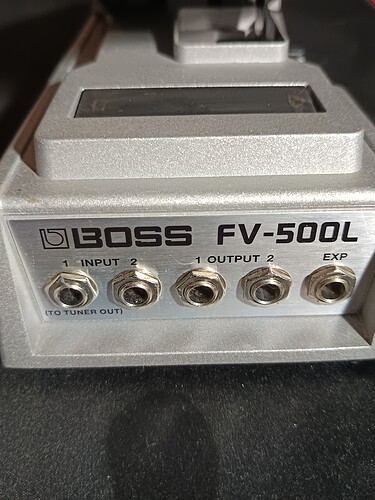 BOSS FV-500L
1 INPUT 2 1 OUTPUT 2 EXP
(TO TUNER OUT)